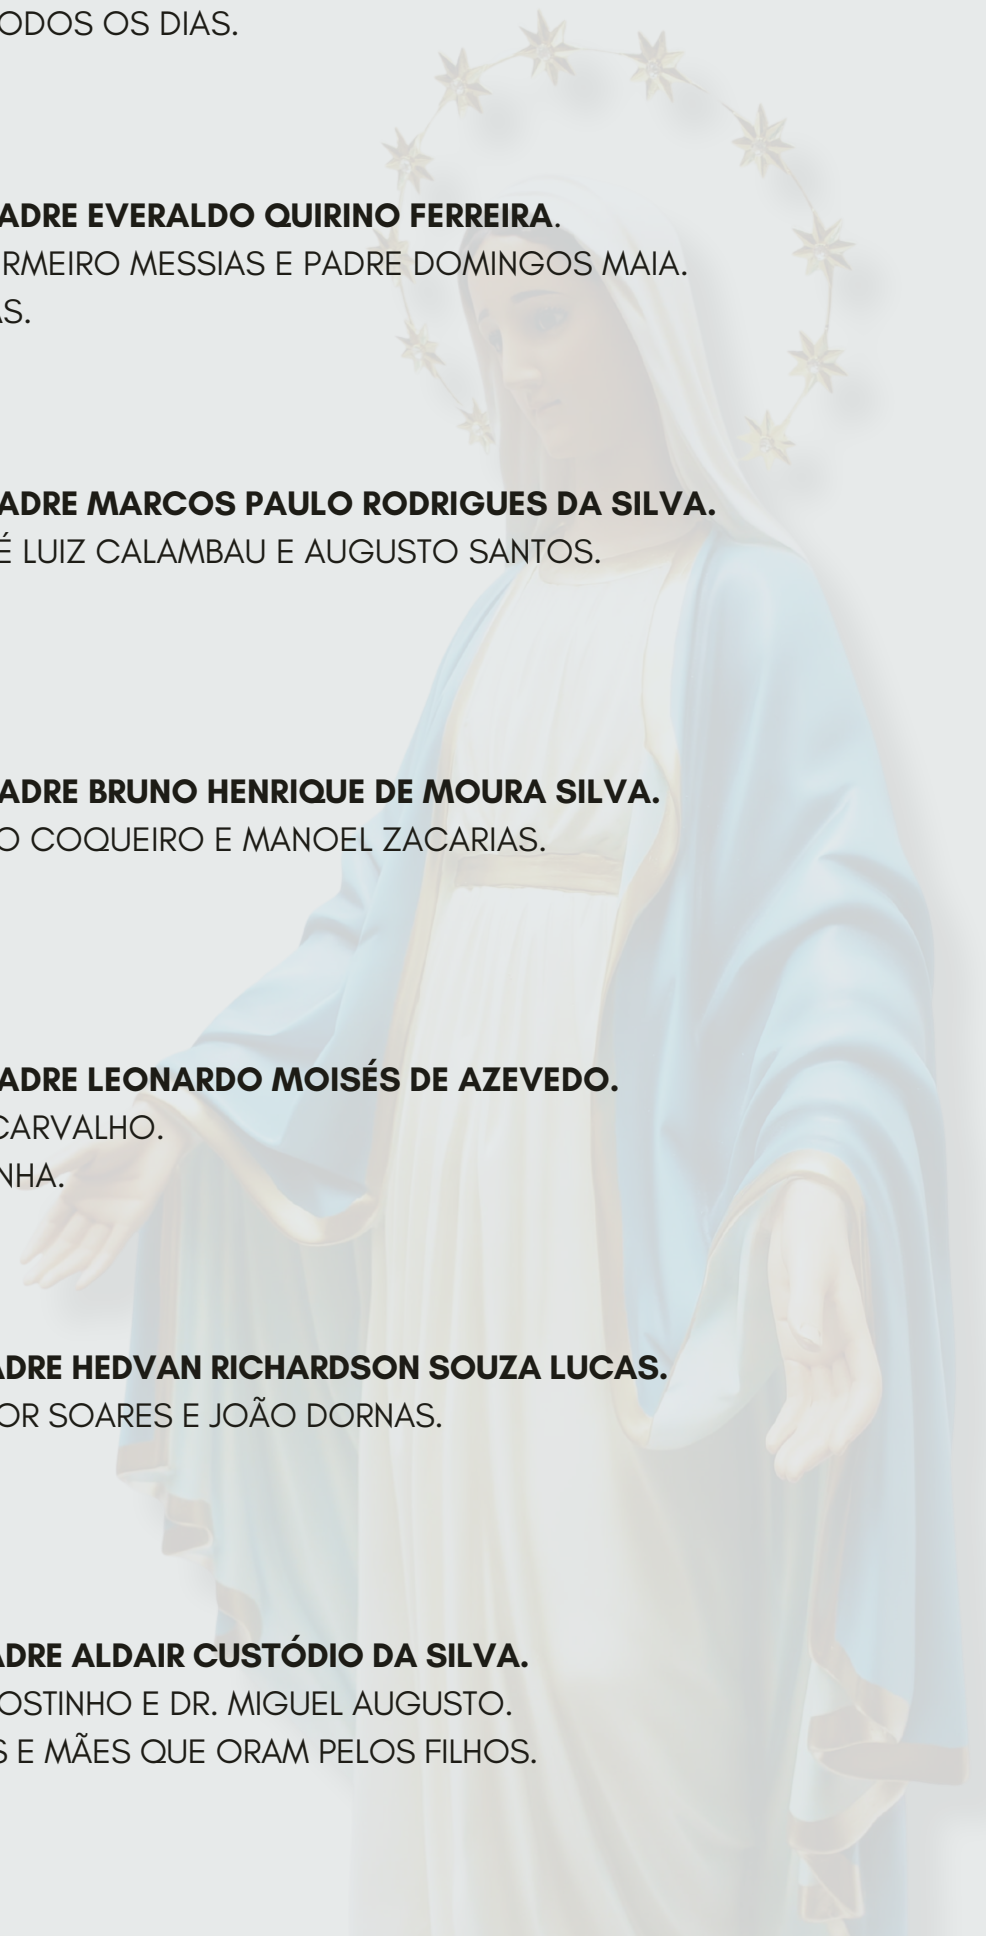 ODOS OS DIAS.
ADRE EVERALDO QUIRINO FERREIRA.
RMEIRO MESSIAS E PADRE DOMINGOS MAIA.
AS.
ADRE MARCOS PAULO RODRIGUES DA SILVA.
É LUIZ CALAMBAU E AUGUSTO SANTOS.
ADRE BRUNO HENRIQUE DE MOURA SILVA.
O COQUEIRO E MANOEL ZACARIAS.
ADRE LEONARDO MOISÉS DE AZEVEDO.
CARVALHO.
NHA.
ADRE HEDVAN RICHARDSON SOUZA LUCAS.
OR SOARES E JOÃO DORNAS.
ADRE ALDAIR CUSTÓDIO DA SILVA.
OSTINHO E DR. MIGUEL AUGUSTO.
S E MÃES QUE ORAM PELOS FILHOS.